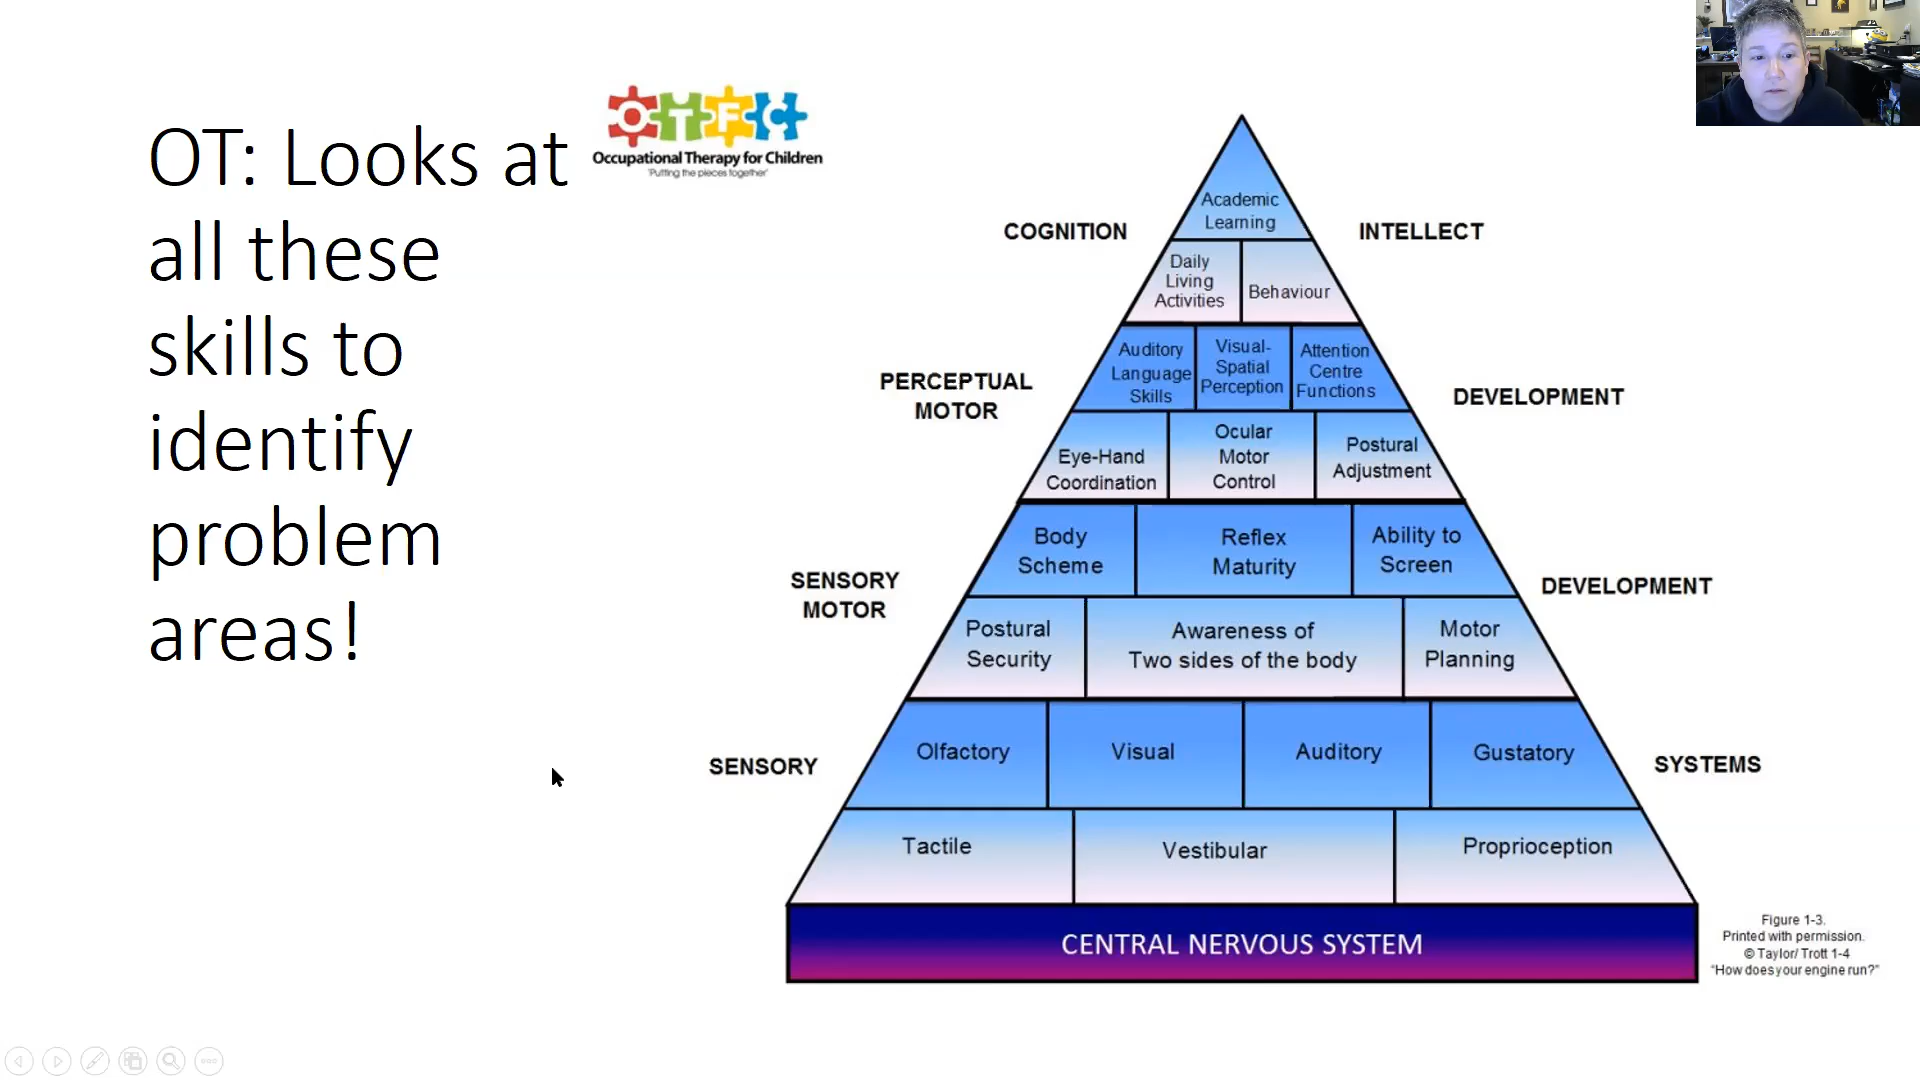 OT: Looks at
all these
skills to
identify
problem
areas!
OTFC
Occupational Therapy for Children
'Putting the pieces together'
COGNITION
INTELLECT
Academic
Learning
Daily
Living
Activities
Behaviour
PERCEPTUAL
MOTOR
DEVELOPMENT
Auditory
Language
Skills
Visual-
Spatial
Perception
Attention
Centre
Functions
Eye-Hand
Coordination
Ocular
Motor
Control
Postural
Adjustment
SENSORY
MOTOR
DEVELOPMENT
Body
Scheme
Reflex
Maturity
Ability to
Screen
Postural
Security
Awareness of
Two sides of the body
Motor
Planning
SENSORY
SYSTEMS
Olfactory
Visual
Auditory
Gustatory
Tactile
Vestibular
Proprioception
CENTRAL NERVOUS SYSTEM
Figure 1-3.
Printed with permission.
© Taylor/ Trott 1-4
"How does your engine run?"